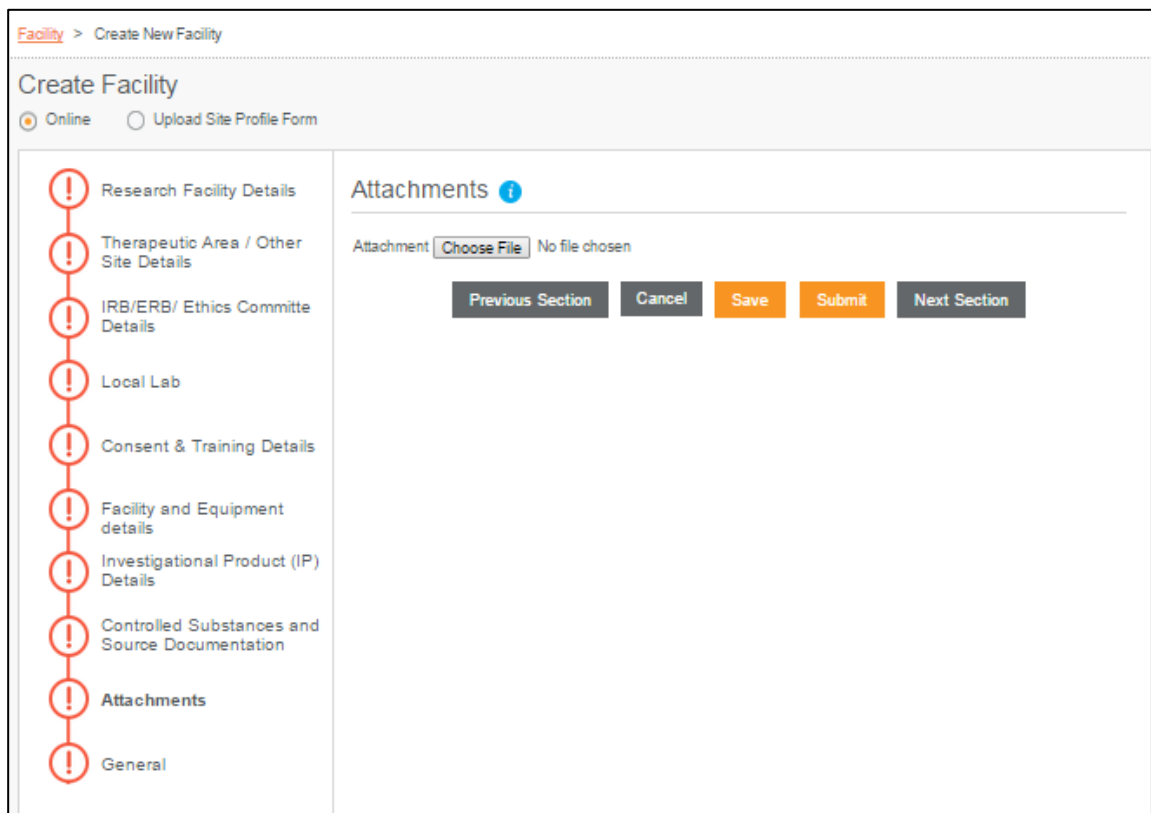 Facility > Create New Facility
Create Facility
Online Upload Site Profile Form
Research Facility Details
Therapeutic Area / Other
Site Details
IRB/ERB/ Ethics Committe
Details
Local Lab
Consent & Training Details
Facility and Equipment
details
Investigational Product (IP)
Details
Controlled Substances and
Source Documentation
Attachments
General
Attachments i
Attachment Choose File No file chosen
Previous Section Cancel Save Submit Next Section